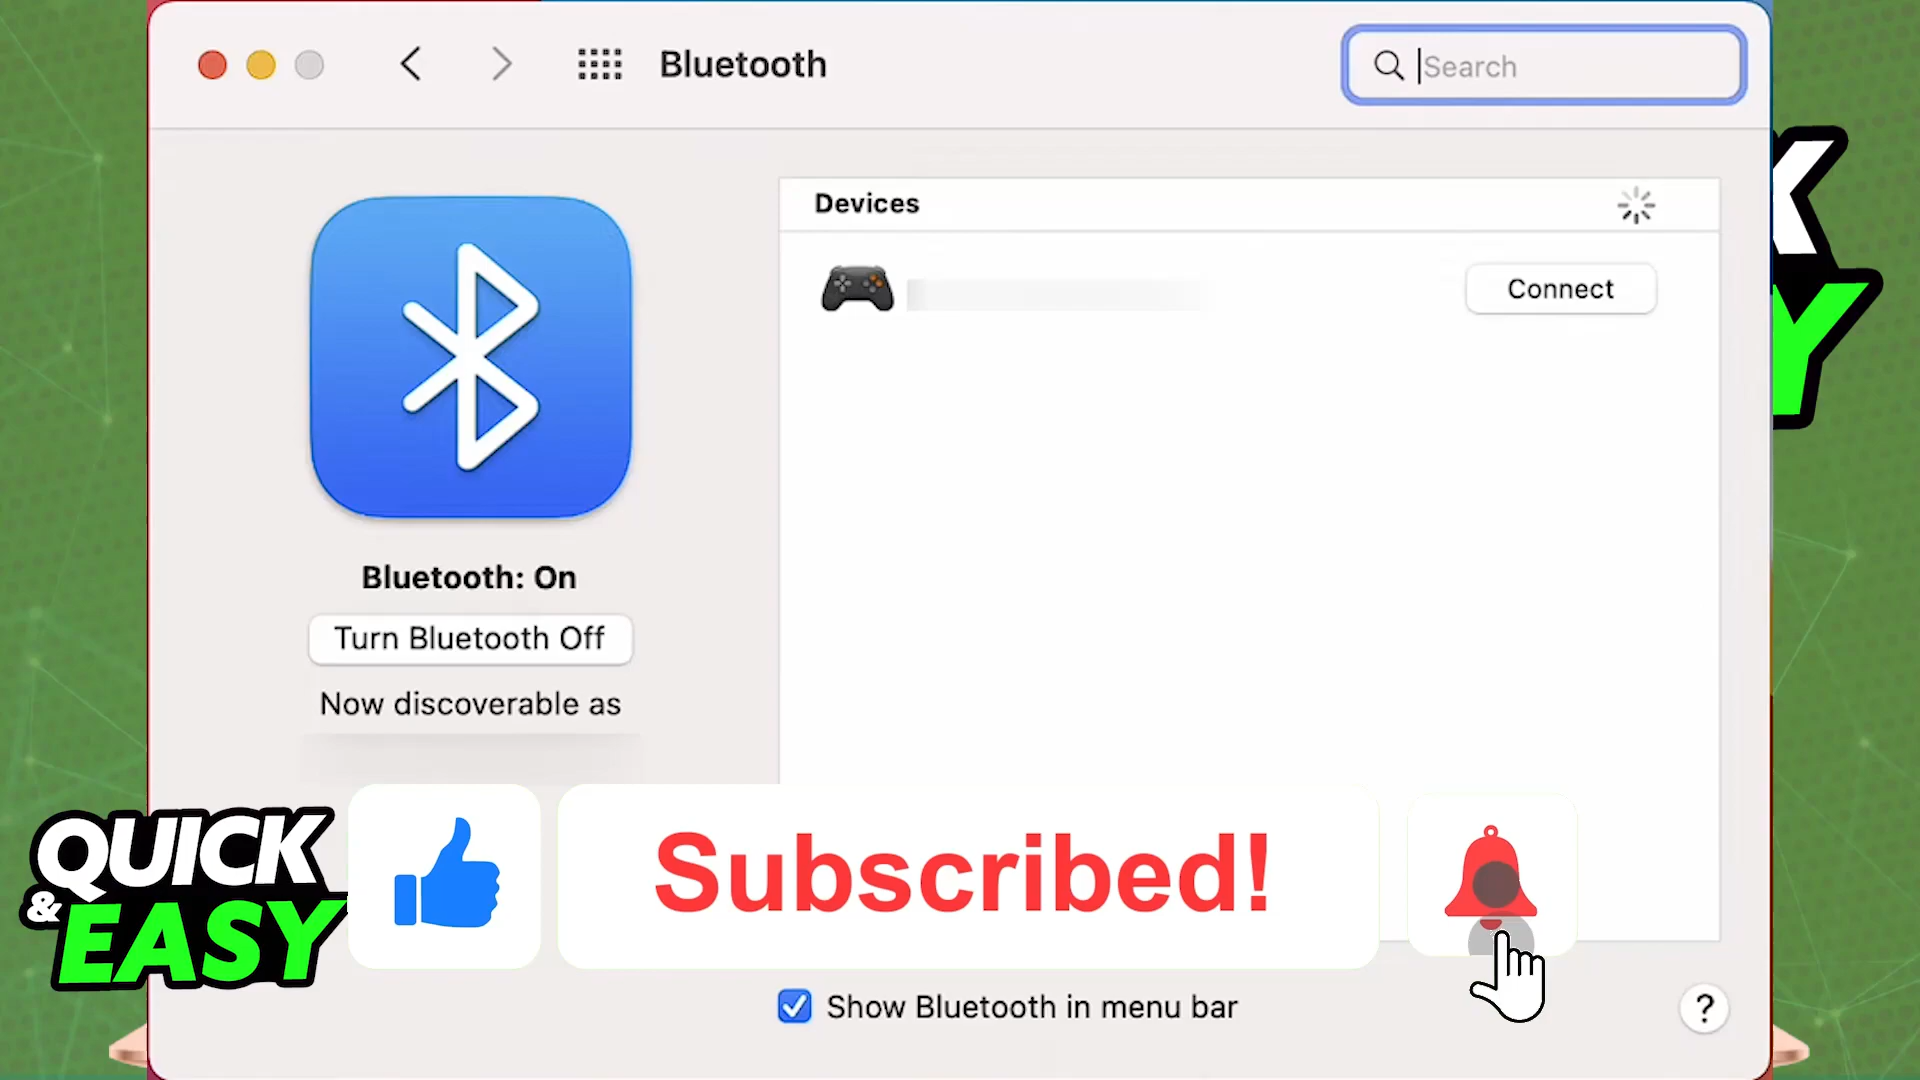 Bluetooth
Search
Devices
Connect
Bluetooth: On
Turn Bluetooth Off
Now discoverable as
QUICK
& EASY
Subscribed!
Show Bluetooth in menu bar
?
K
Y